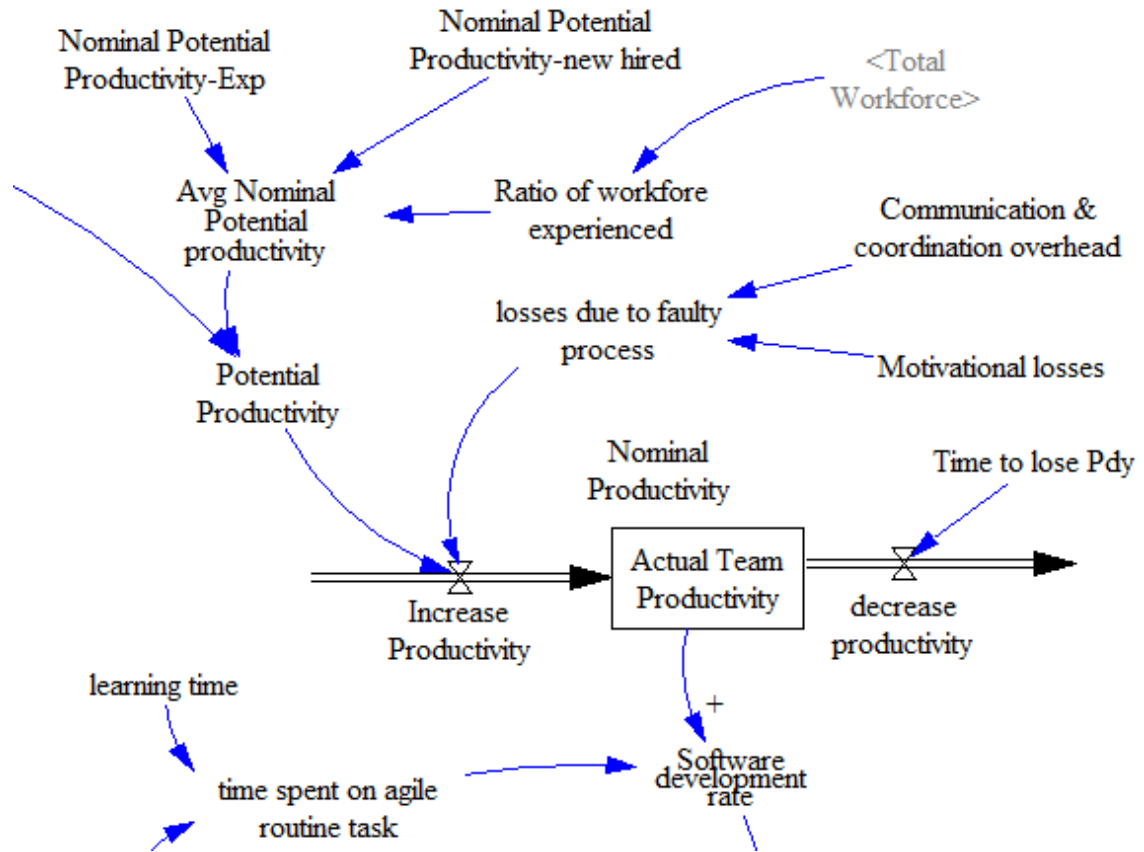 Nominal Potential
Productivity-Exp
Nominal Potential
Productivity-new hired
<Total
Workforce>
Avg Nominal
Potential
productivity
Ratio of workfore
experienced
Communication &
coordination overhead
losses due to faulty
process
Motivational losses
Potential
Productivity
Nominal
Productivity
Time to lose Pdy
Actual Team
Productivity
Increase
Productivity
decrease
productivity
learning time
+
Software
development
rate
time spent on agile
routine task